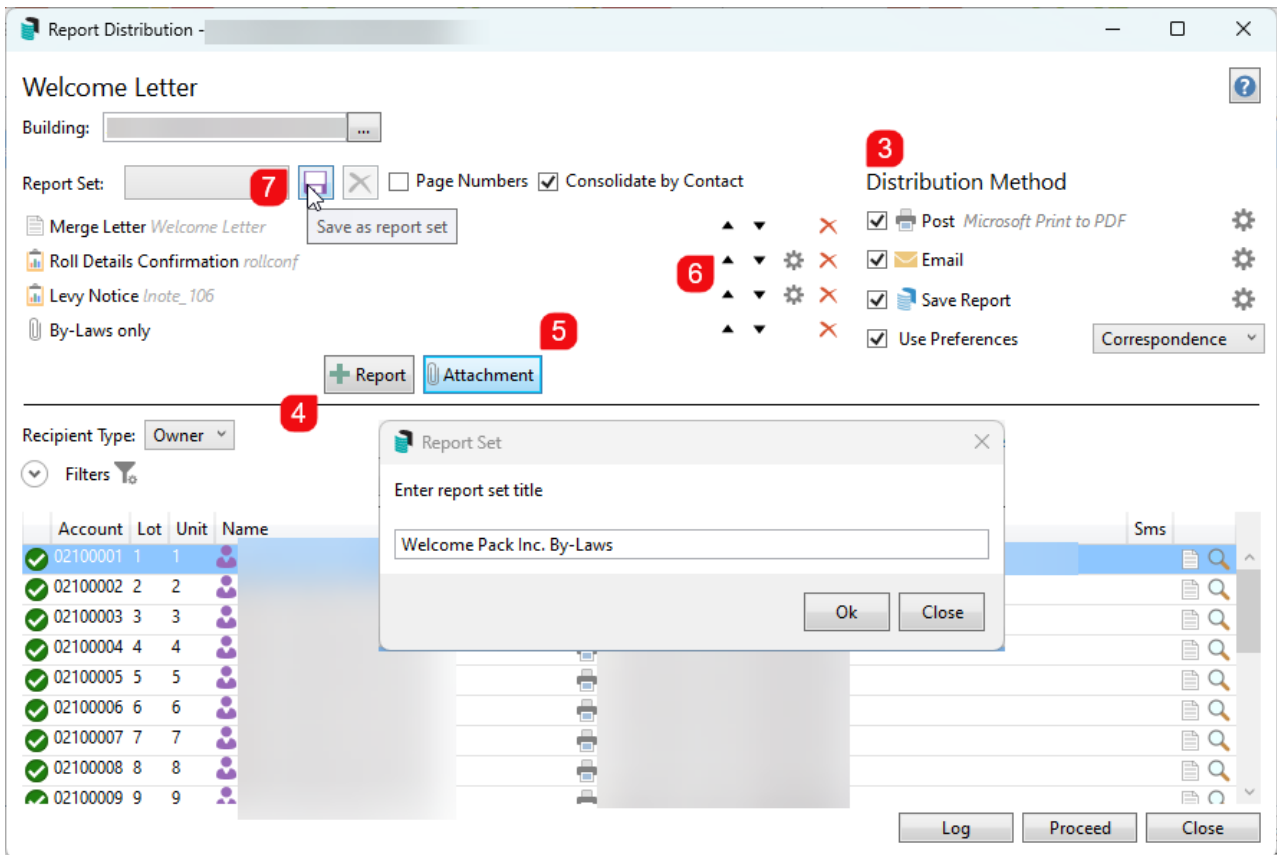 Report Distribution -
Welcome Letter
Building: ...
7 3
Report Set: Page Numbers Consolidate by Contact Distribution Method
Merge Letter Welcome Letter Save as report set Post Microsoft Print to PDF
Roll Details Confirmation rollconf 6 Email
Levy Notice lnote_106 Save Report
By-Laws only 5 Use Preferences Correspondence
Report Attachment
4
Recipient Type: Owner
Report Set
Filters
Enter report set title
Account Lot Unit Name Sms
Welcome Pack Inc. By-Laws
02100001 1 1
02100002 2 2
Ok Close
02100003 3 3
02100004 4 4
02100005 5 5
02100006 6 6
02100007 7 7
02100008 8 8
02100009 9 9
Log Proceed Close